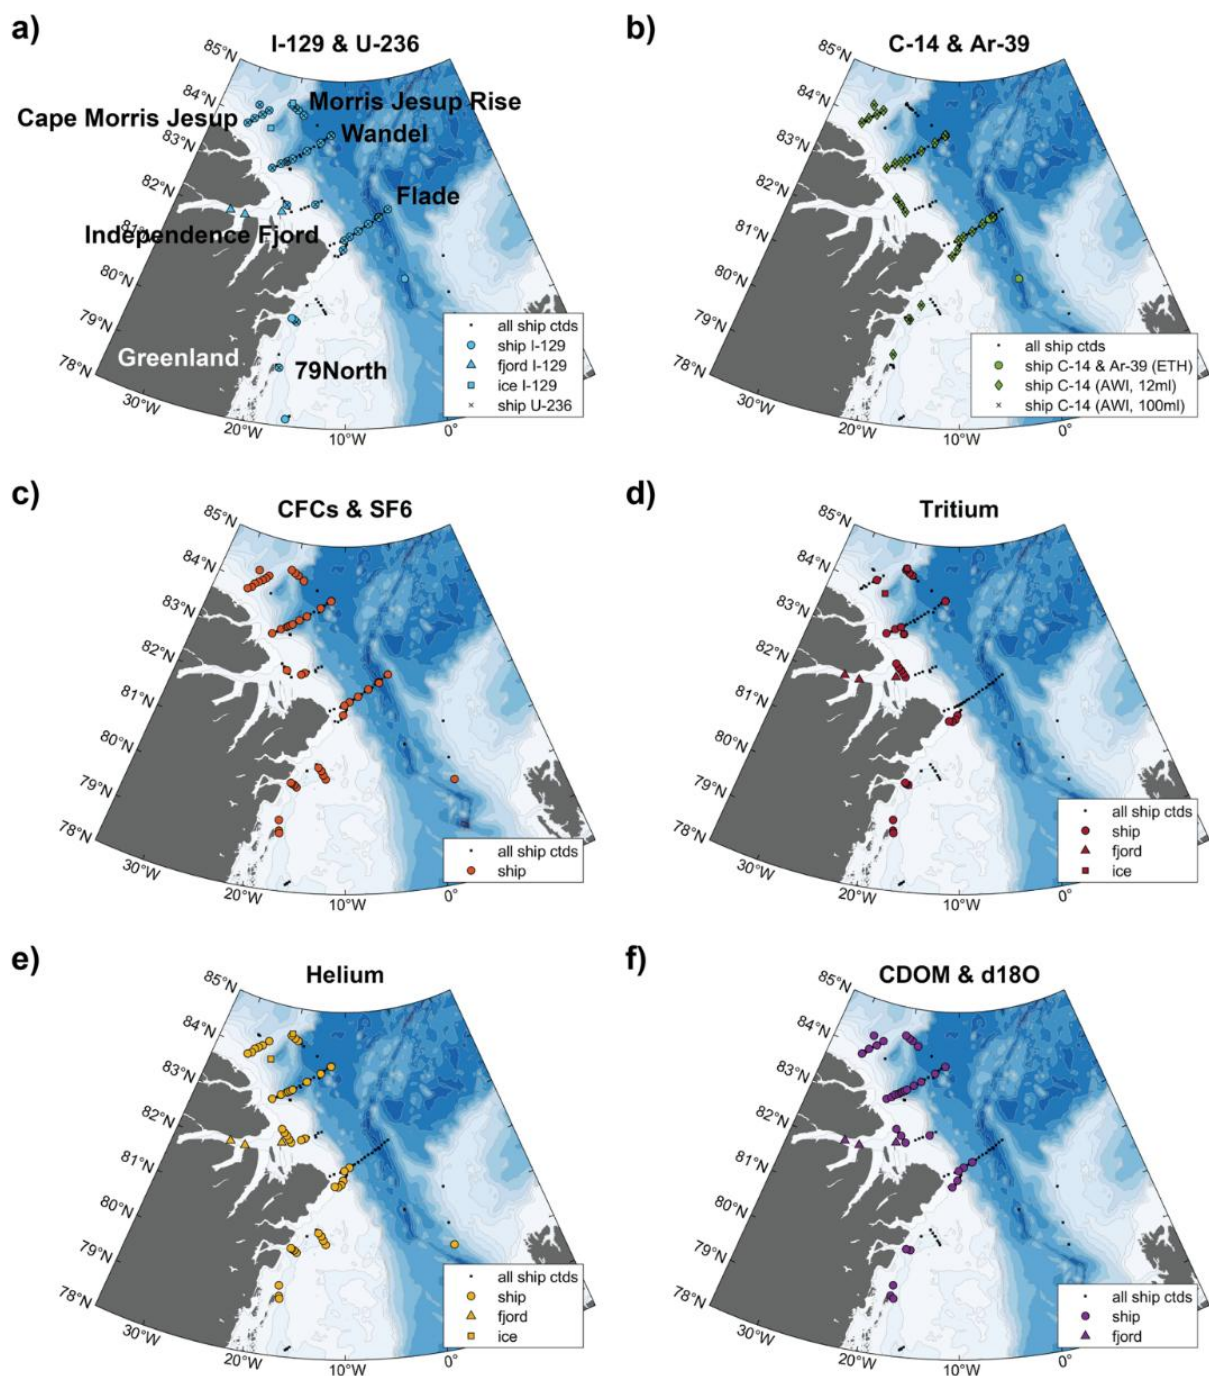 a)
I-129 & U-236
85°N
84°N
83°N
82°N
81°N
80°N
79°N
78°N
30°W
20°W
10°W
0°
Cape Morris Jesup
Morris Jesup Rise
Wandel
Flade
Independence Fjord
Greenland
79North
all ship ctds
ship I-129
fjord I-129
ice I-129
ship U-236
b)
C-14 & Ar-39
85°N
84°N
83°N
82°N
81°N
80°N
79°N
78°N
30°W
20°W
10°W
0°
all ship ctds
ship C-14 & Ar-39 (ETH)
ship C-14 (AWI, 12ml)
ship C-14 (AWI, 100ml)
c)
CFCs & SF6
85°N
84°N
83°N
82°N
81°N
80°N
79°N
78°N
30°W
20°W
10°W
0°
all ship ctds
ship
d)
Tritium
85°N
84°N
83°N
82°N
81°N
80°N
79°N
78°N
30°W
20°W
10°W
0°
all ship ctds
ship
fjord
ice
e)
Helium
85°N
84°N
83°N
82°N
81°N
80°N
79°N
78°N
30°W
20°W
10°W
0°
all ship ctds
ship
fjord
ice
f)
CDOM & d18O
85°N
84°N
83°N
82°N
81°N
80°N
79°N
78°N
30°W
20°W
10°W
0°
all ship ctds
ship
fjord